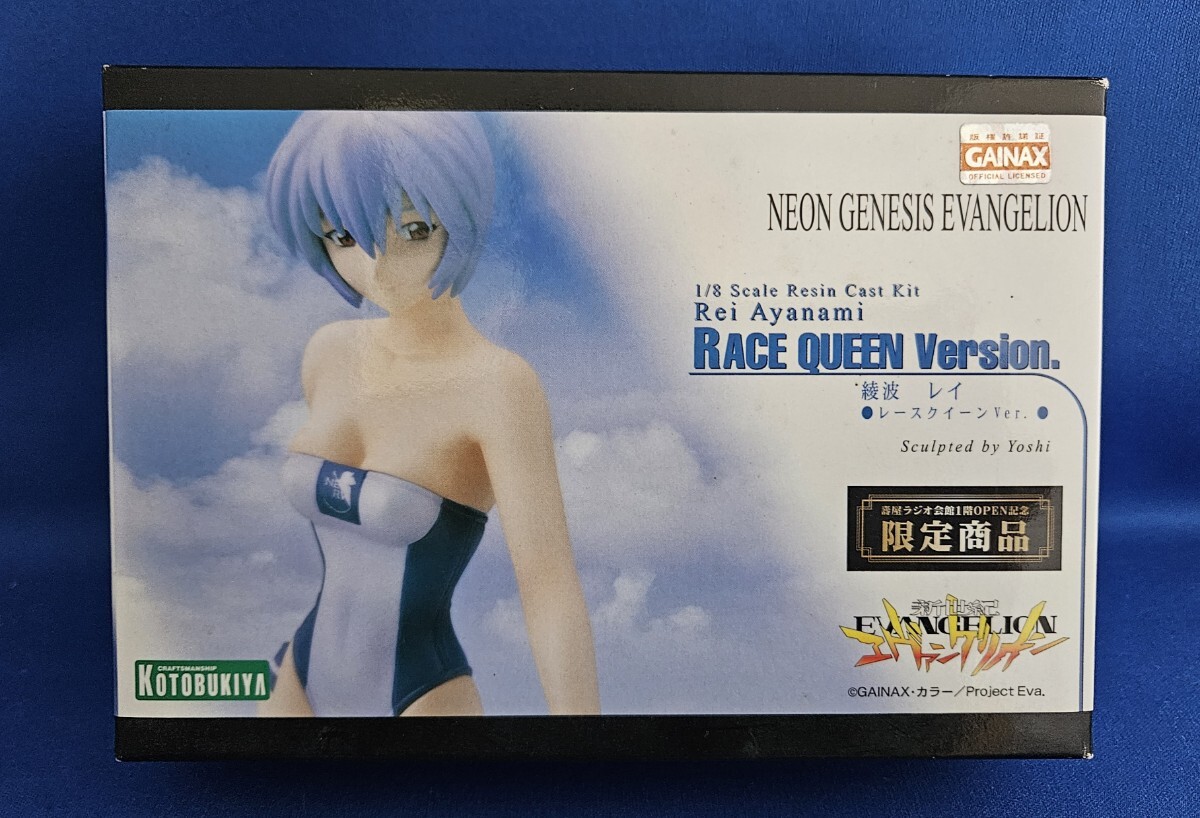 版権許諾証
GAINAX
OFFICIAL LICENSED
NEON GENESIS EVANGELION
1/8 Scale Resin Cast Kit
Rei Ayanami
RACE QUEEN Version.
綾波 レイ
●レースクイーンVer.●
Sculpted by Yoshi
壽屋ラジオ会館1階OPEN記念
限定商品
新世紀
EVANGELION
エヴァンゲリオン
©GAINAX・カラー/Project Eva.
CRAFTSMANSHIP
KOTOBUKIYA